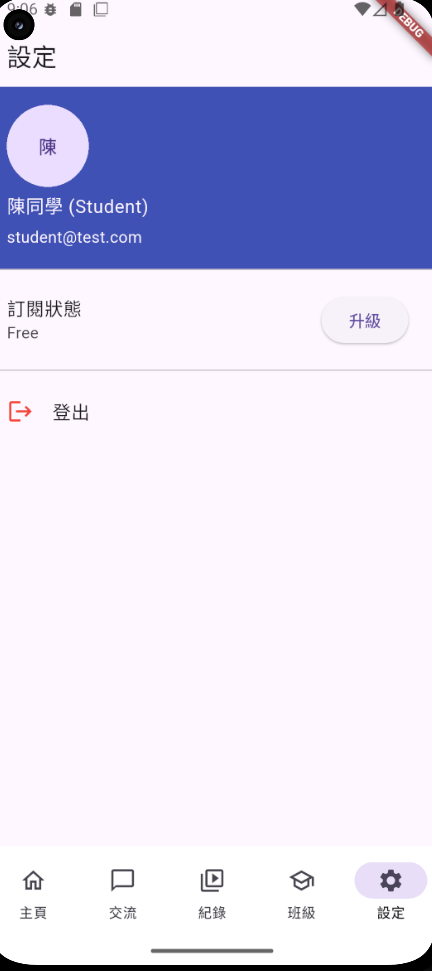 9:06
DEBUG
設定
陳
陳同學 (Student)
student@test.com
訂閱狀態
Free
升級
登出
主頁
交流
紀錄
班級
設定